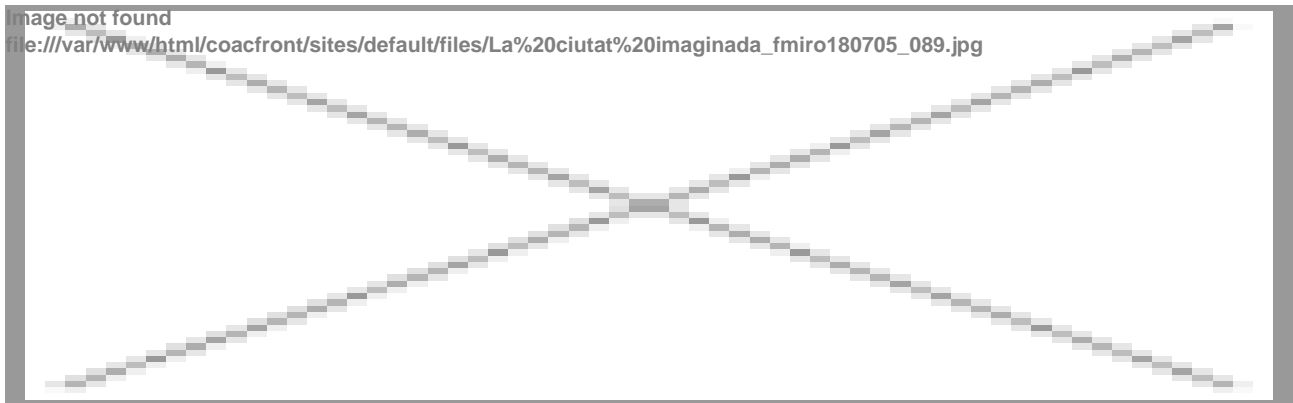 Image not found
file:///var/www/html/coacfront/sites/default/files/La%20ciutat%20imaginada_fmiro180705_089.jpg